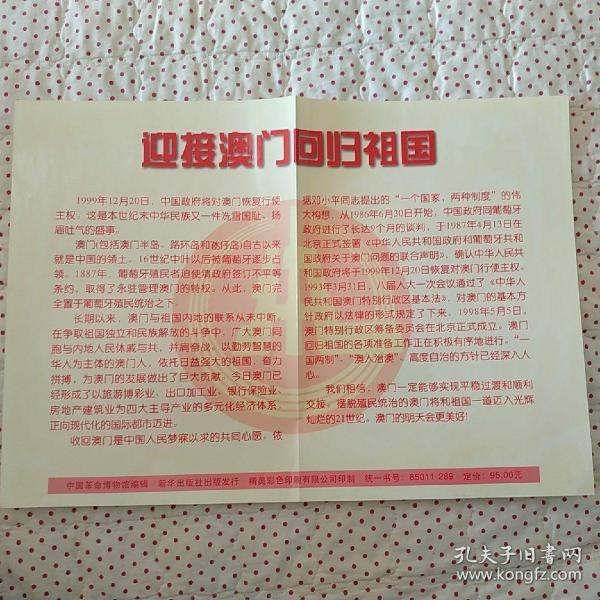 迎接澳门回归祖国
1999年12月20日，中国政府将对澳门恢复行使
主权。这是本世纪末中华民族又一件洗雪国耻、扬
眉吐气的盛事。
澳门(包括澳门半岛、路环岛和氹仔岛)自古以来
就是中国的领土。16世纪中叶以后被葡萄牙逐步占
领。1887年，葡萄牙殖民者迫使清政府签订不平等
条约，取得了永驻管理澳门的特权。从此，澳门完
全置于葡萄牙殖民统治之下。
长期以来，澳门与祖国内地的联系从未中断。
在争取祖国独立和民族解放的斗争中，广大澳门同
胞与内地人民休戚与共，并肩奋战。以勤劳智慧的
华人为主体的澳门人，依托日益强大的祖国，奋力
拼搏，为澳门的发展做出了巨大贡献。今日澳门已
经形成了以旅游博彩业、出口加工业、银行保险业、
房地产建筑业为四大主导产业的多元化经济体系，
正向现代化的国际都市迈进。
收回澳门是中国人民梦寐以求的共同心愿。依
据邓小平同志提出的“一个国家，两种制度”的伟
大构想，从1986年6月30日开始，中国政府同葡萄牙
政府进行了长达9个月的谈判，于1987年4月13日在
北京正式签署《中华人民共和国政府和葡萄牙共和
国政府关于澳门问题的联合声明》，确认中华人民共
和国政府将于1999年12月20日恢复对澳门行使主权。
1993年3月31日，八届人大一次会议通过了《中华人
民共和国澳门特别行政区基本法》，对澳门的基本方
针政府以法律的形式规定了下来。1998年5月5日，
澳门特别行政区筹备委员会在北京正式成立。澳门
回归祖国的各项准备工作正在积极有序地进行。“一
国两制”、“澳人治澳”、高度自治的方针已经深入人
心。
我们相信，澳门一定能够实现平稳过渡和顺利
交接。摆脱殖民统治的澳门将和祖国一道迈入光辉
灿烂的21世纪。澳门的明天会更美好!
中国革命博物馆编辑 新华出版社出版发行 精美彩色印刷有限公司印制 统一书号：85011·289 定价：95.00元
孔夫子旧书网
www.kongfz.com